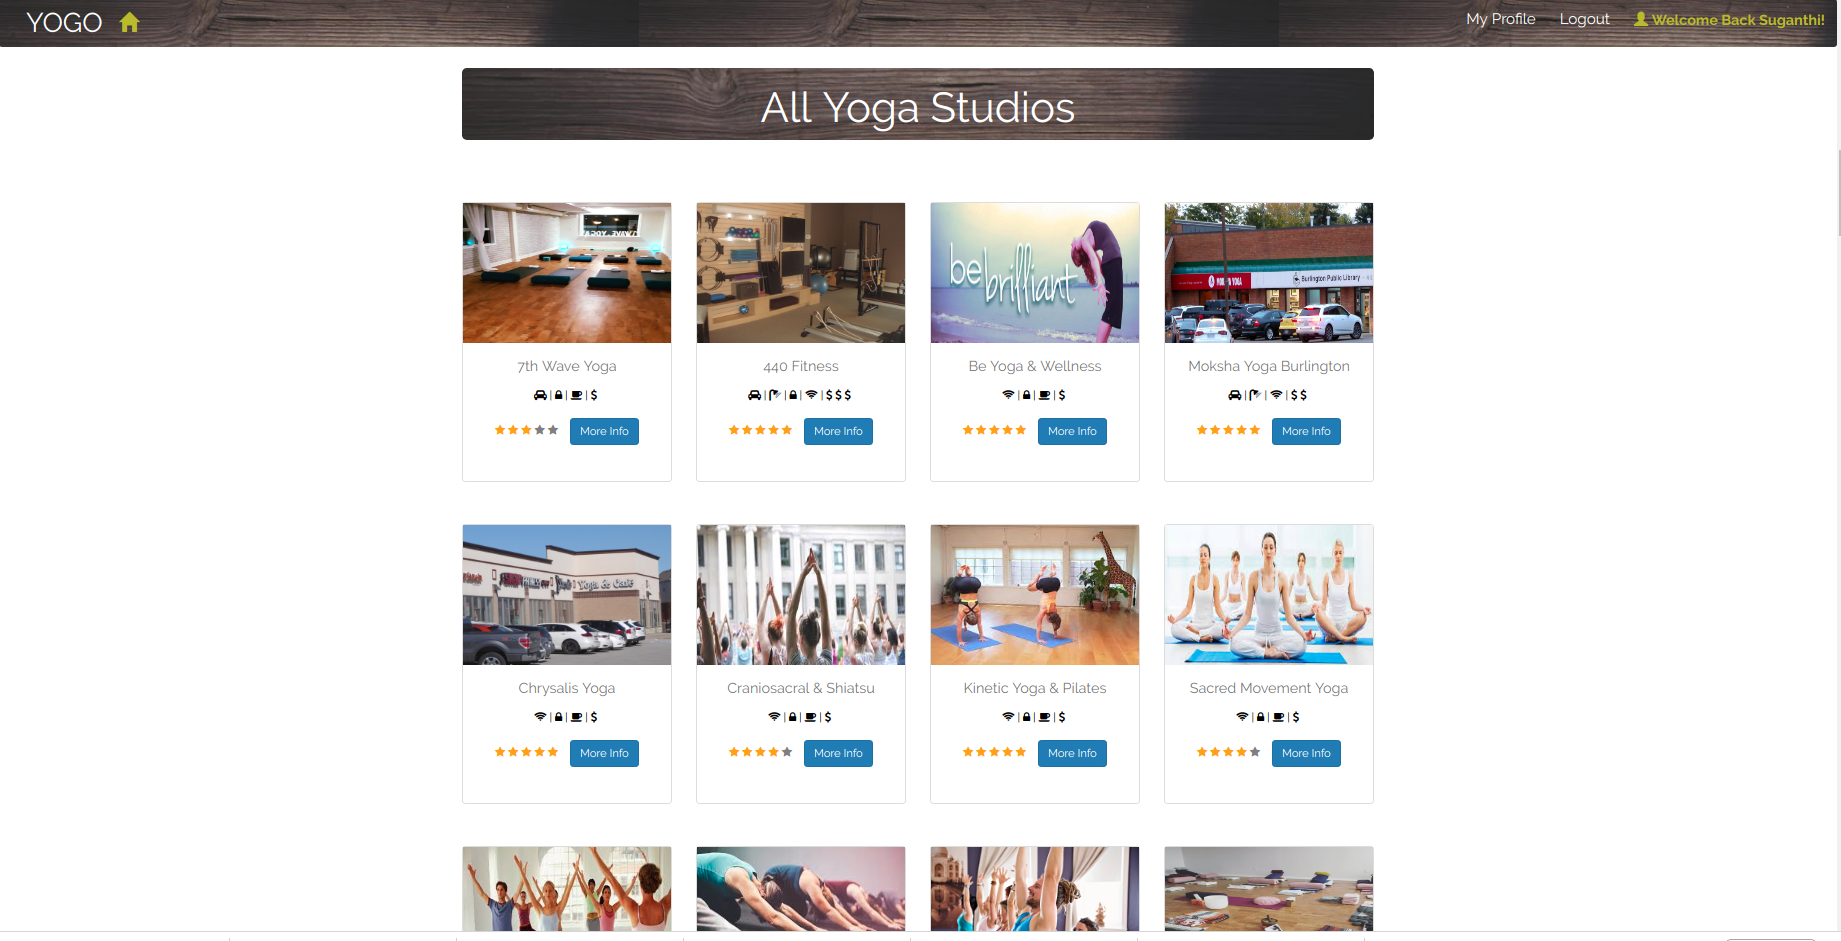 YOGO
My Profile
Logout
Welcome Back Suganthi!
All Yoga Studios
be
brilliant
Burlington Public Library
7th Wave Yoga
440 Fitness
Be Yoga & Wellness
Moksha Yoga Burlington
| | | $
| | | | $ $ $
| | | $
| | | $ $
More Info
More Info
More Info
More Info
Yoga & Café
Chrysalis Yoga
Craniosacral & Shiatsu
Kinetic Yoga & Pilates
Sacred Movement Yoga
| | | $
| | | $
| | | $
| | | $
More Info
More Info
More Info
More Info